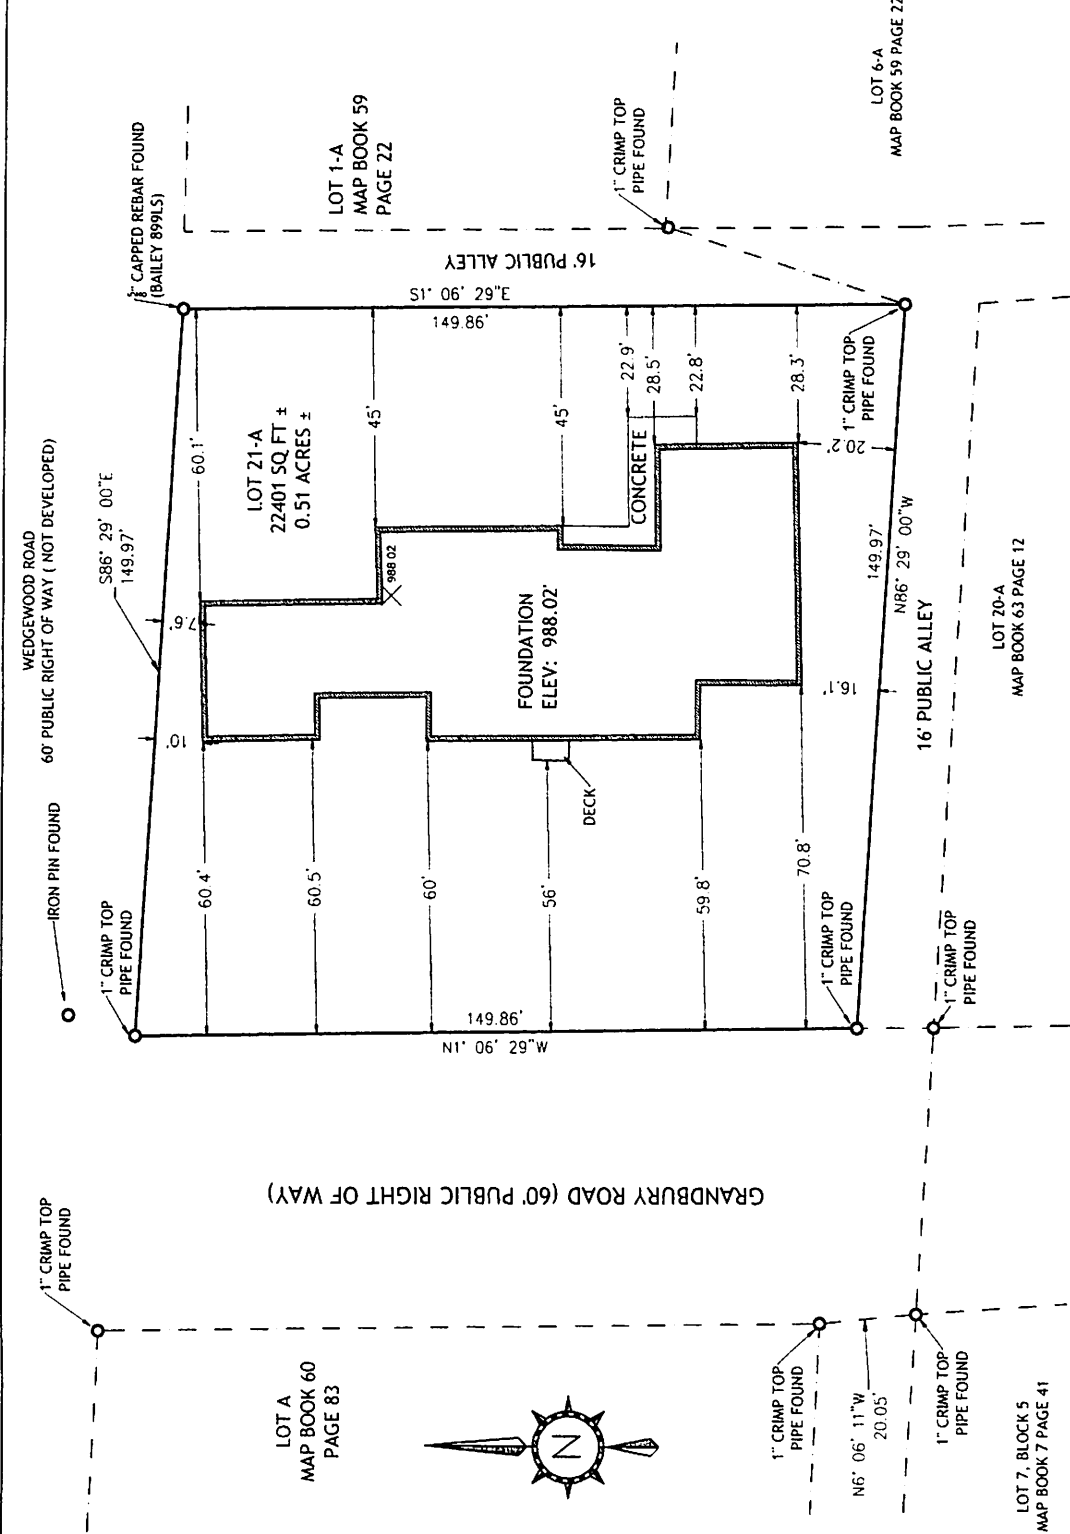 WEDGEWOOD ROAD
60' PUBLIC RIGHT OF WAY ( NOT DEVELOPED)
S86° 29' 00"E
149.97'
IRON PIN FOUND
1" CRIMP TOP
PIPE FOUND
5/8" CAPPED REBAR FOUND
(BAILEY 899LS)
LOT 1-A
MAP BOOK 59
PAGE 22
1" CRIMP TOP
PIPE FOUND
LOT 6-A
MAP BOOK 59 PAGE 22
16' PUBLIC ALLEY
S1° 06' 29"E
149.86'
LOT 21-A
22401 SQ FT ±
0.51 ACRES ±
60.1'
7.6'
10'
45'
45'
22.9'
28.5'
22.8'
28.3'
20.2'
CONCRETE
988.02
FOUNDATION
ELEV: 988.02'
DECK
60.4'
60.5'
60'
56'
59.8'
70.8'
16.1'
149.86'
N1° 06' 29"W
149.97'
N86° 29' 00"W
16' PUBLIC ALLEY
1" CRIMP TOP
PIPE FOUND
1" CRIMP TOP
PIPE FOUND
1" CRIMP TOP
PIPE FOUND
LOT 20-A
MAP BOOK 63 PAGE 12
GRANDBURY ROAD (60' PUBLIC RIGHT OF WAY)
1" CRIMP TOP
PIPE FOUND
LOT A
MAP BOOK 60
PAGE 83
N
1" CRIMP TOP
PIPE FOUND
N6° 06' 11"W
20.05'
1" CRIMP TOP
PIPE FOUND
LOT 7, BLOCK 5
MAP BOOK 7 PAGE 41